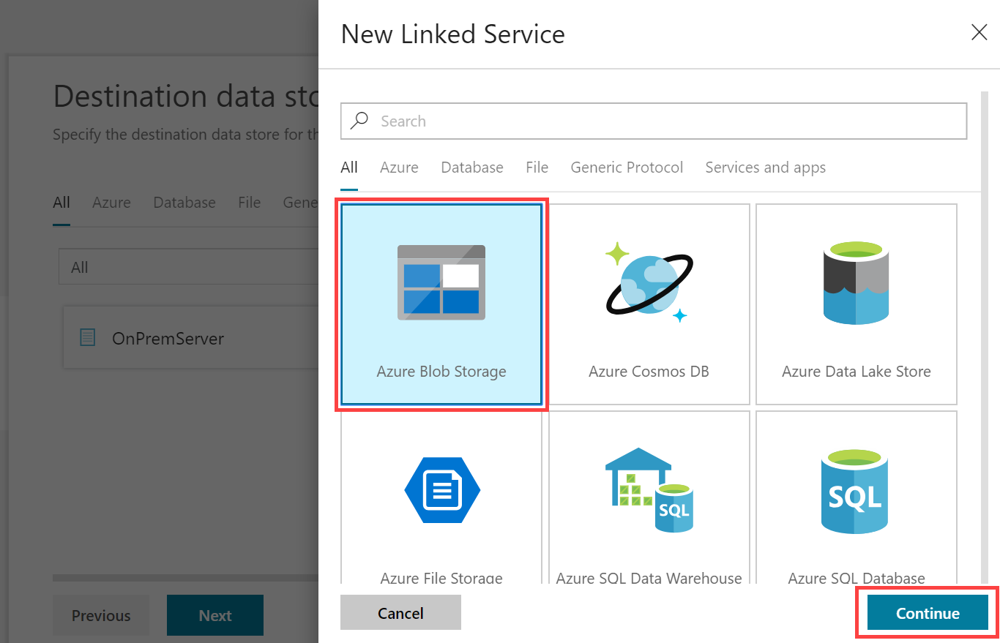 New Linked Service
Destination data sto
Specify the destination data store for th
Search
All Azure Database File Generic Protocol Services and apps
All Azure Database File Gene
All
OnPremServer
Azure Blob Storage
Azure Cosmos DB
Azure Data Lake Store
SQL
SQL
Azure File Storage
Azure SQL Data Warehouse
Azure SQL Database
Previous
Next
Cancel
Continue